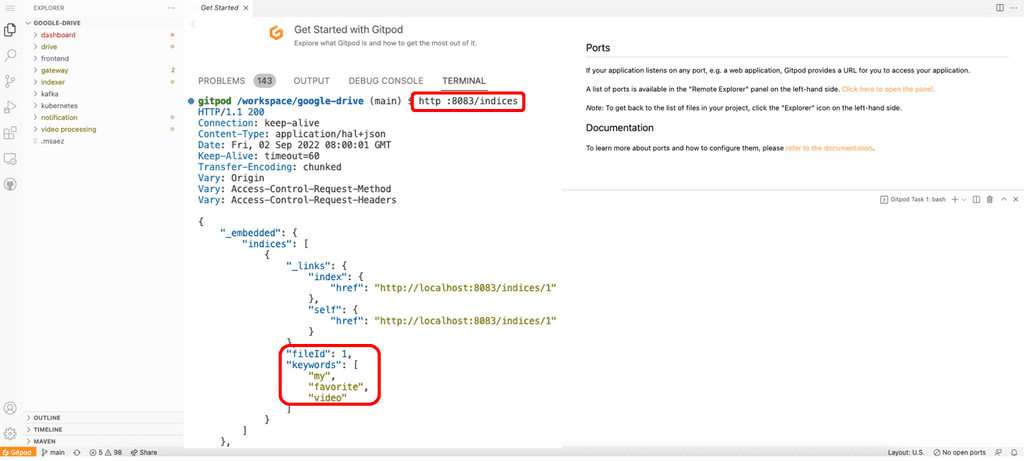 EXPLORER
GOOGLE-DRIVE
dashboard
drive
frontend
gateway 2
indexer
kafka
kubernetes
notification
video processing
.msaez
OUTLINE
TIMELINE
MAVEN
Get Started
Get Started with Gitpod
Explore what Gitpod is and how to get the most out of it.
PROBLEMS 143 OUTPUT DEBUG CONSOLE TERMINAL
gitpod /workspace/google-drive (main) $ http :8083/indices
HTTP/1.1 200
Connection: keep-alive
Content-Type: application/hal+json
Date: Fri, 02 Sep 2022 08:00:01 GMT
Keep-Alive: timeout=60
Transfer-Encoding: chunked
Vary: Origin
Vary: Access-Control-Request-Method
Vary: Access-Control-Request-Headers
{
"_embedded": {
"indices": [
{
"_links": {
"index": {
"href": "http://localhost:8083/indices/1"
},
"self": {
"href": "http://localhost:8083/indices/1"
}
},
"fileId": 1,
"keywords": [
"my",
"favorite",
"video"
]
}
]
},
Ports
If your application listens on any port, e.g. a web application, Gitpod provides a URL for you to access your application.
A list of ports is available in the "Remote Explorer" panel on the left-hand side. Click here to open the panel.
Note: To get back to the list of files in your project, click the "Explorer" icon on the left-hand side.
Documentation
To learn more about ports and how to configure them, please refer to the documentation.
Gitpod Task 1: bash
Gitpod main 5 98 Share Layout: U.S. No open ports